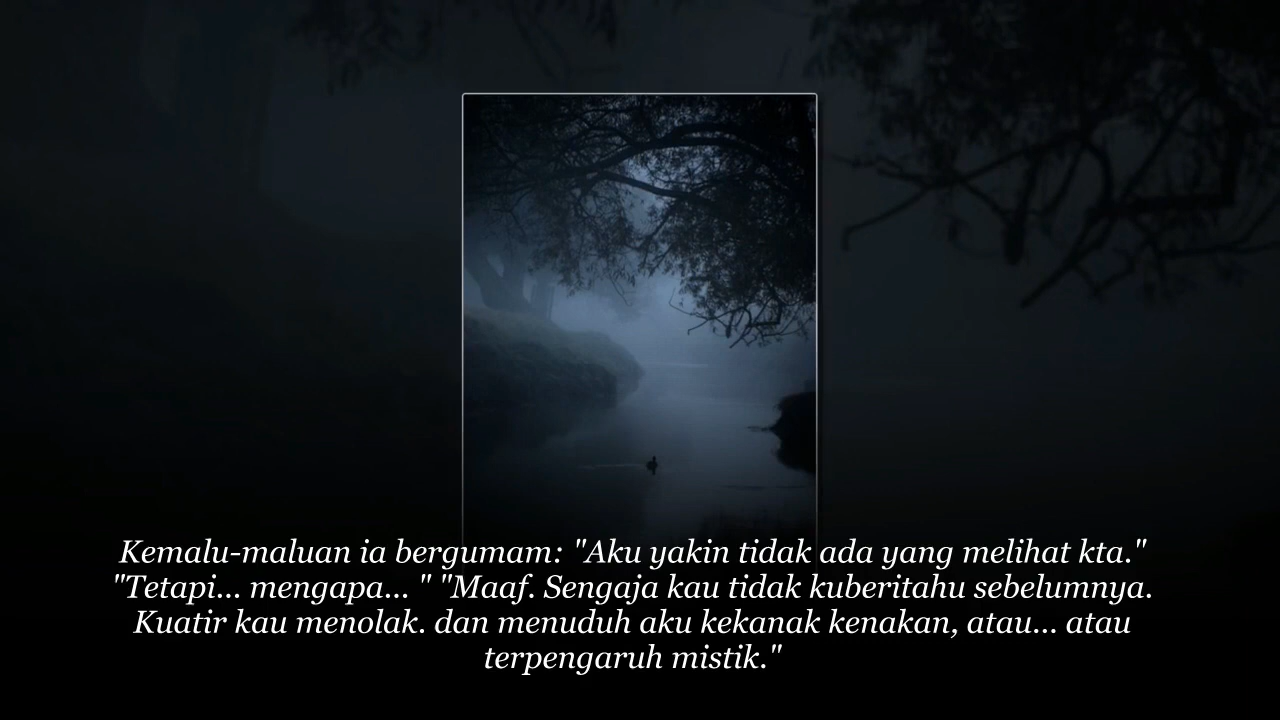 Kemalu-maluan ia bergumam: "Aku yakin tidak ada yang melihat kta."
"Tetapi... mengapa... " "Maaf. Sengaja kau tidak kuberitahu sebelumnya.
Kuatir kau menolak. dan menuduh aku kekanak kenakan, atau... atau
terpengaruh mistik."